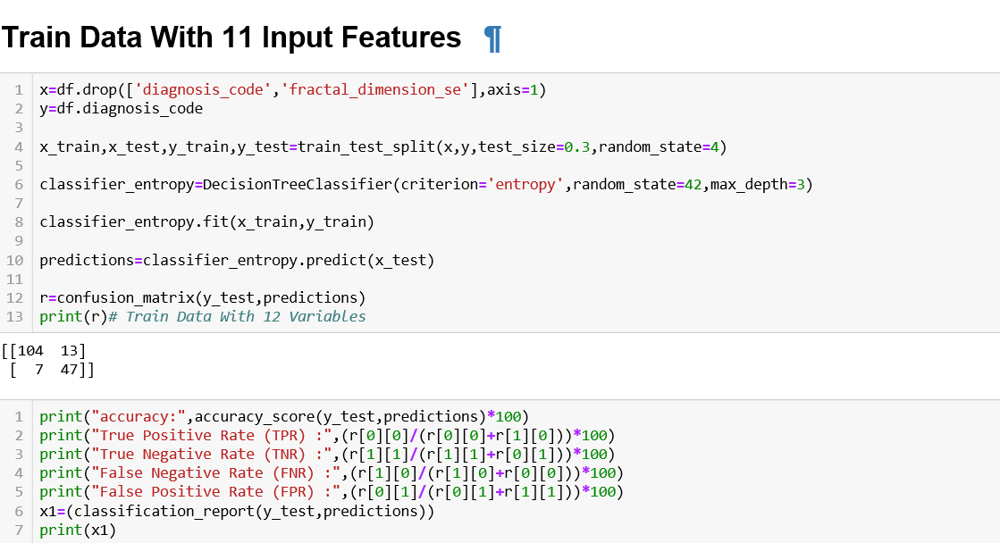 Train Data With 11 Input Features ¶
1 x=df.drop(['diagnosis_code','fractal_dimension_se'],axis=1)
2 y=df.diagnosis_code
3
4 x_train,x_test,y_train,y_test=train_test_split(x,y,test_size=0.3,random_state=4)
5
6 classifier_entropy=DecisionTreeClassifier(criterion='entropy',random_state=42,max_depth=3)
7
8 classifier_entropy.fit(x_train,y_train)
9
10 predictions=classifier_entropy.predict(x_test)
11
12 r=confusion_matrix(y_test,predictions)
13 print(r)# Train Data With 12 Variables
[[104  13]
 [  7  47]]
1 print("accuracy:",accuracy_score(y_test,predictions)*100)
2 print("True Positive Rate (TPR) :",(r[0][0]/(r[0][0]+r[1][0]))*100)
3 print("True Negative Rate (TNR) :",(r[1][1]/(r[1][1]+r[0][1]))*100)
4 print("False Negative Rate (FNR) :",(r[1][0]/(r[1][0]+r[0][0]))*100)
5 print("False Positive Rate (FPR) :",(r[0][1]/(r[0][1]+r[1][1]))*100)
6 x1=(classification_report(y_test,predictions))
7 print(x1)